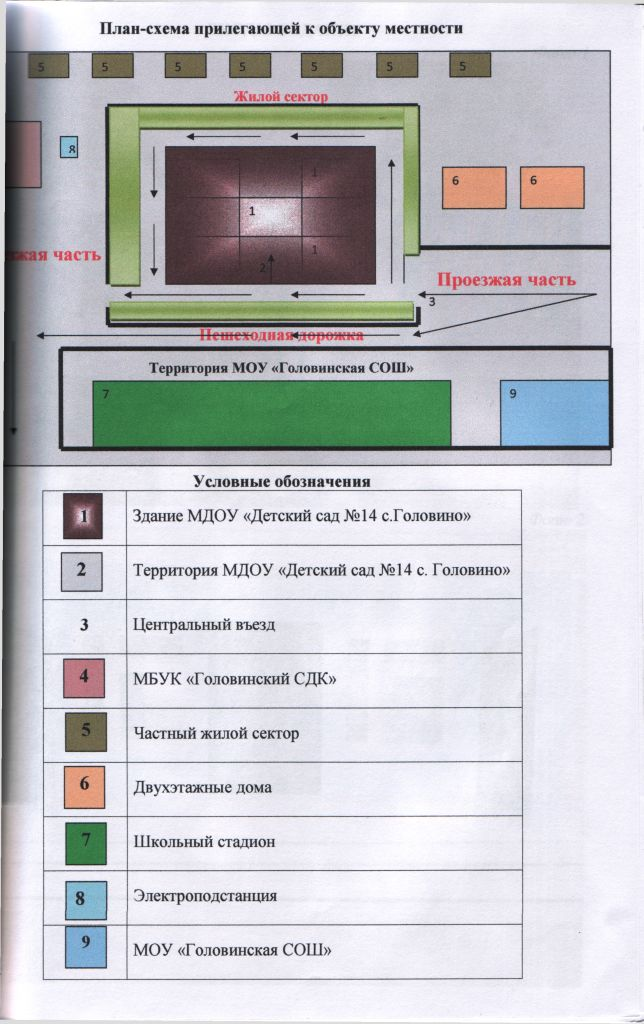 План-схема прилегающей к объекту местности
5 5 5 5 5 5 5
Жилой сектор
8
1
6 6
1
1
2
жая часть
Проезжая часть
3
Пешеходная дорожка
Территория МОУ «Головинская СОШ»
7
9
Условные обозначения
1 Здание МДОУ «Детский сад №14 с.Головино»
2 Территория МДОУ «Детский сад №14 с. Головино»
3 Центральный въезд
4 МБУК «Головинский СДК»
5 Частный жилой сектор
6 Двухэтажные дома
7 Школьный стадион
8 Электроподстанция
9 МОУ «Головинская СОШ»